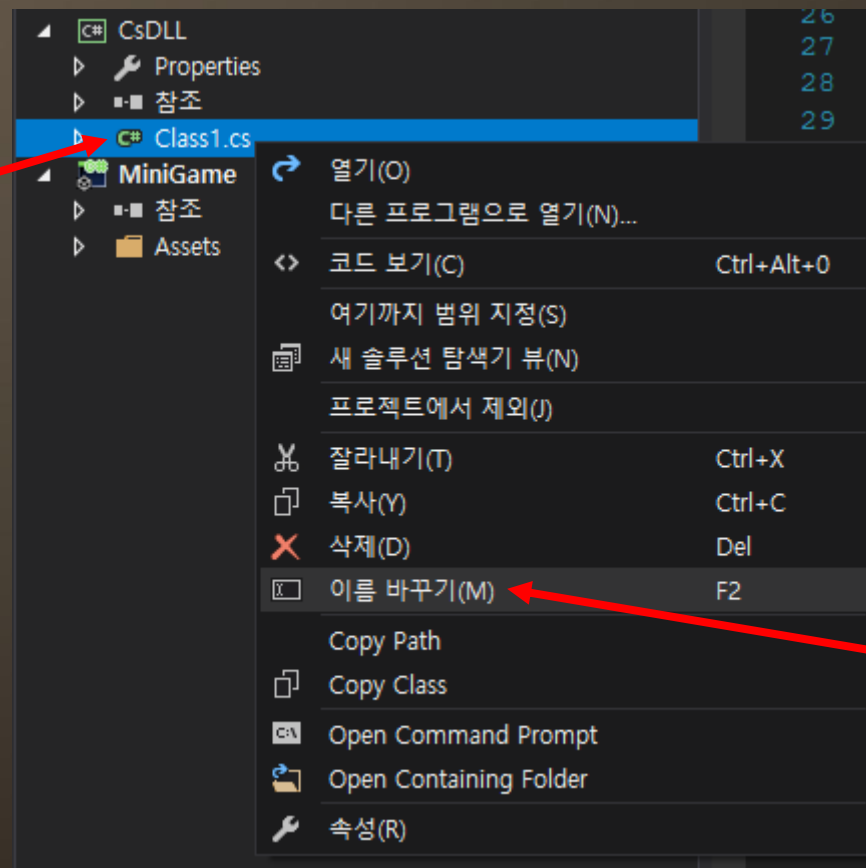 26
27
28
29
C# CsDLL
Properties
참조
C# Class1.cs
MiniGame
참조
Assets
열기(O)
다른 프로그램으로 열기(N)...
코드 보기(C) Ctrl+Alt+0
여기까지 범위 지정(S)
새 솔루션 탐색기 뷰(N)
프로젝트에서 제외(J)
잘라내기(T) Ctrl+X
복사(Y) Ctrl+C
삭제(D) Del
이름 바꾸기(M) F2
Copy Path
Copy Class
C:\ Open Command Prompt
Open Containing Folder
속성(R)